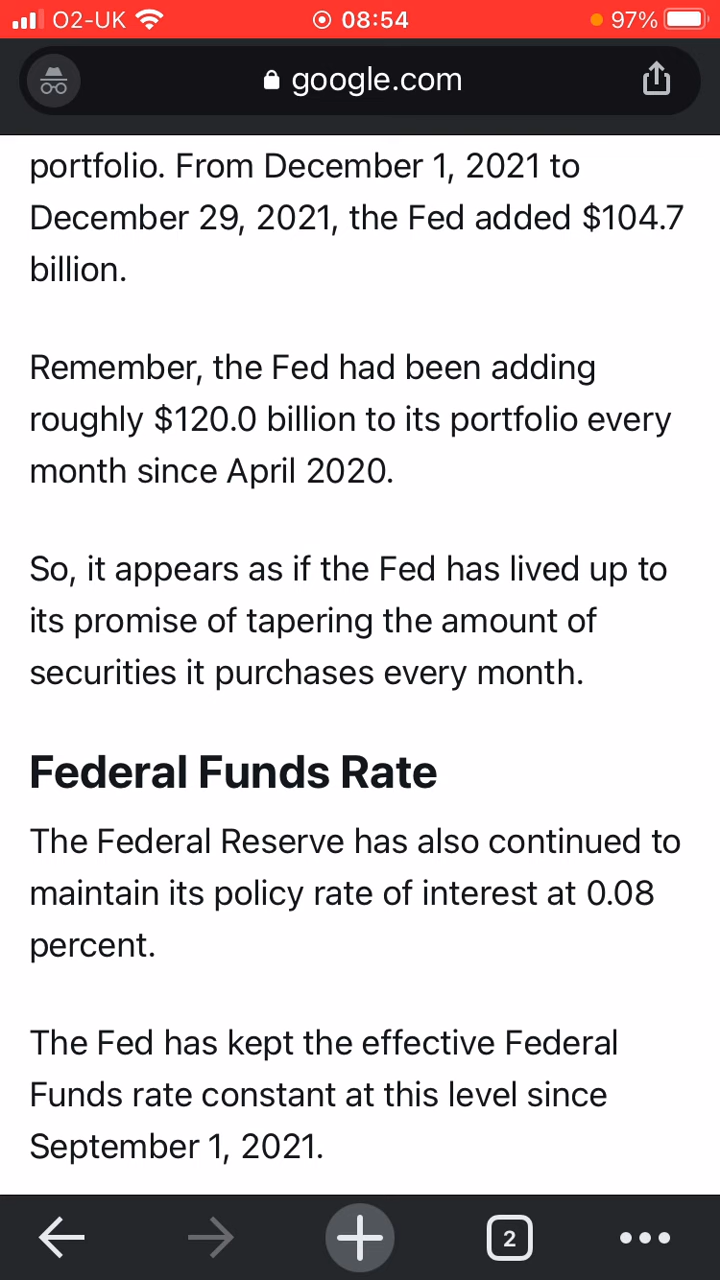 O2-UK 08:54 97%
google.com
portfolio. From December 1, 2021 to
December 29, 2021, the Fed added $104.7
billion.
Remember, the Fed had been adding
roughly $120.0 billion to its portfolio every
month since April 2020.
So, it appears as if the Fed has lived up to
its promise of tapering the amount of
securities it purchases every month.
Federal Funds Rate
The Federal Reserve has also continued to
maintain its policy rate of interest at 0.08
percent.
The Fed has kept the effective Federal
Funds rate constant at this level since
September 1, 2021.
2